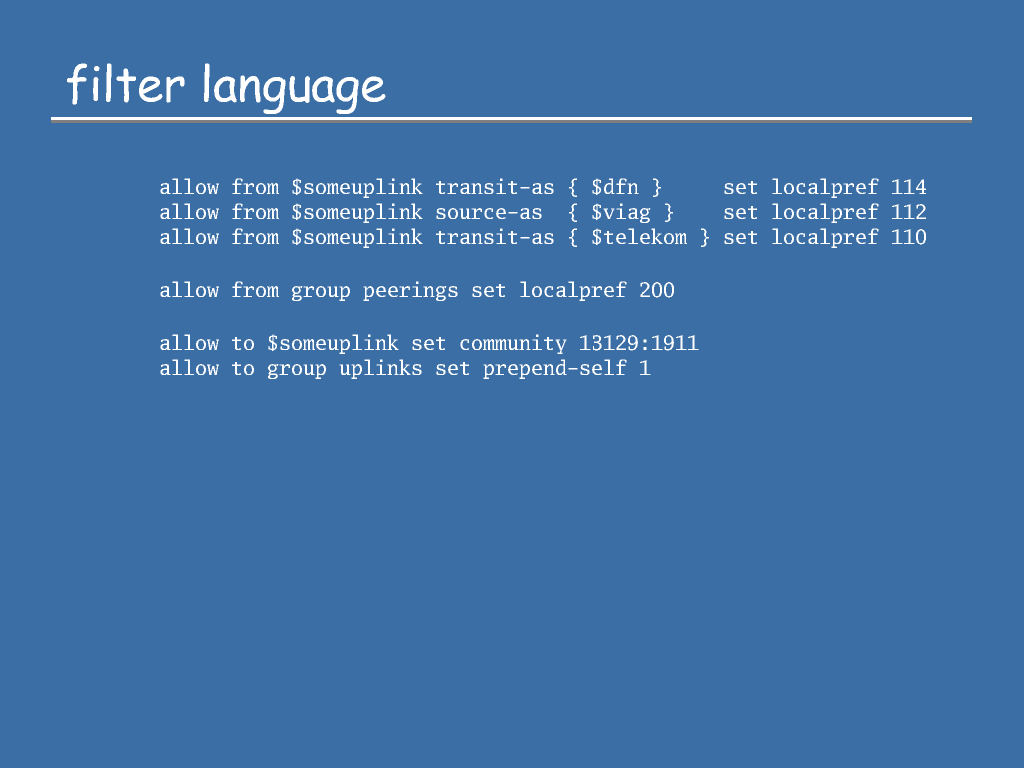 filter language
allow from $someuplink transit-as { $dfn }     set localpref 114
allow from $someuplink source-as  { $viag }    set localpref 112
allow from $someuplink transit-as { $telekom } set localpref 110
allow from group peerings set localpref 200
allow to $someuplink set community 13129:1911
allow to group uplinks set prepend-self 1